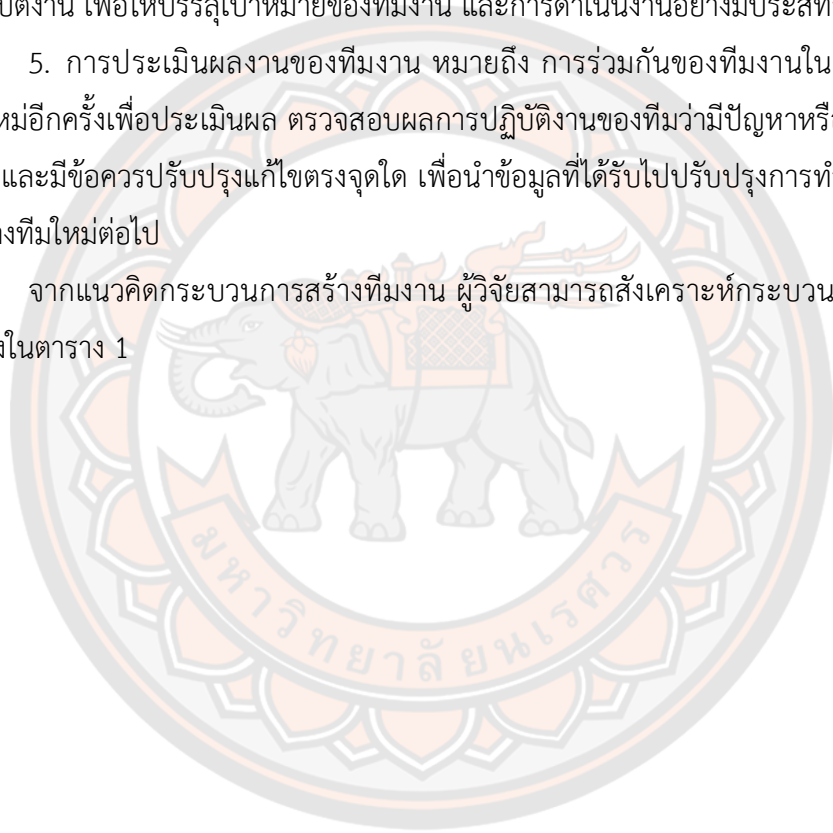 บัติงาน เพื่อให้บรรลุเป้าหมายของทีมงาน และการดำเนินงานอย่างมีประสิท
5. การประเมินผลงานของทีมงาน หมายถึง การร่วมกันของทีมงานใน
หม่อีกครั้งเพื่อประเมินผล ตรวจสอบผลการปฏิบัติงานของทีมว่ามีปัญหาหรือ
และมีข้อควรปรับปรุงแก้ไขตรงจุดใด เพื่อนำข้อมูลที่ได้รับไปปรับปรุงการทำ
งทีมใหม่ต่อไป
จากแนวคิดกระบวนการสร้างทีมงาน ผู้วิจัยสามารถสังเคราะห์กระบวน
งในตาราง 1
มหาวิทยาลัยนเรศวร